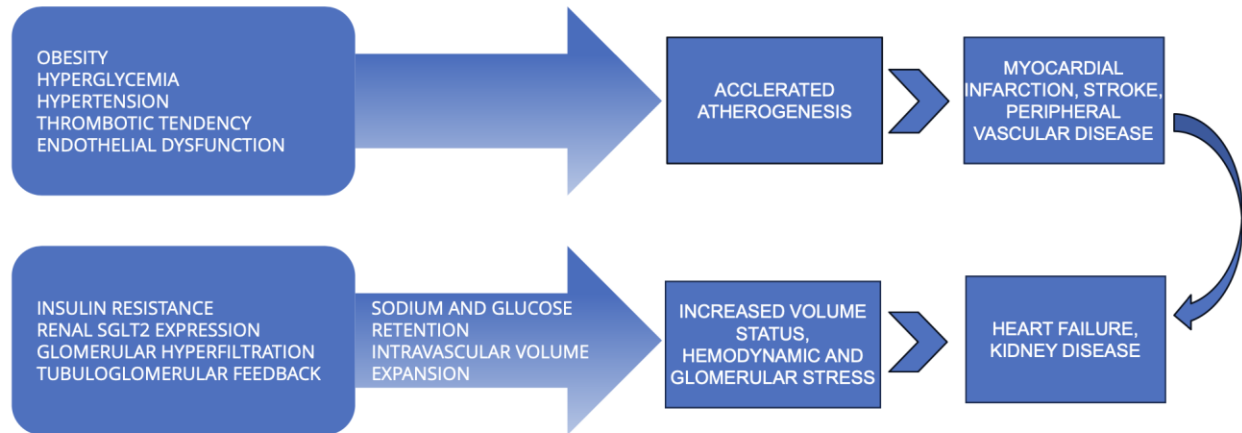 OBESITY
HYPERGLYCEMIA
HYPERTENSION
THROMBOTIC TENDENCY
ENDOTHELIAL DYSFUNCTION
ACCLERATED
ATHEROGENESIS
MYOCARDIAL
INFARCTION, STROKE,
PERIPHERAL
VASCULAR DISEASE
INSULIN RESISTANCE
RENAL SGLT2 EXPRESSION
GLOMERULAR HYPERFILTRATION
TUBULOGLOMERULAR FEEDBACK
SODIUM AND GLUCOSE
RETENTION
INTRAVASCULAR VOLUME
EXPANSION
INCREASED VOLUME
STATUS,
HEMODYNAMIC AND
GLOMERULAR STRESS
HEART FAILURE,
KIDNEY DISEASE